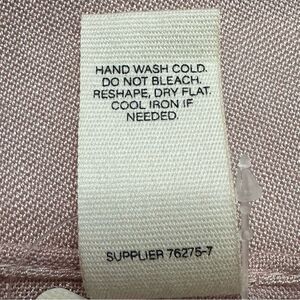 HAND WASH COLD.
DO NOT BLEACH.
RESHAPE, DRY FLAT.
COOL IRON IF
NEEDED.
SUPPLIER 76275-7